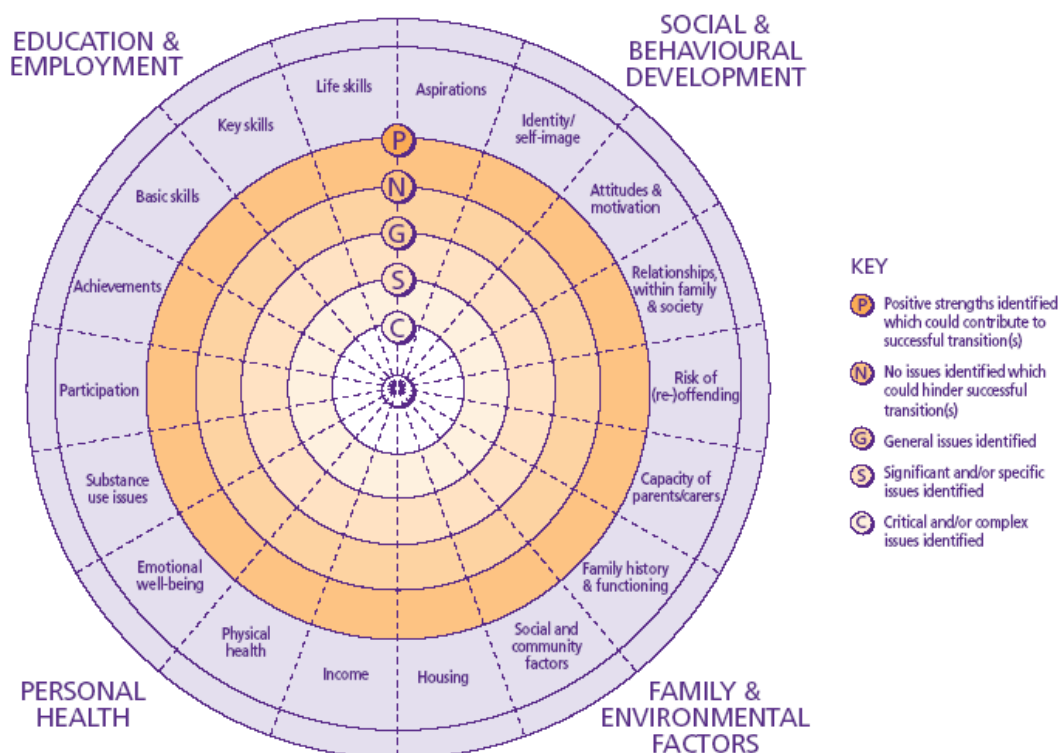 EDUCATION &
EMPLOYMENT
SOCIAL &
BEHAVIOURAL
DEVELOPMENT
Life skills
Aspirations
Key skills
Identity/
self-image
Basic skills
Attitudes &
motivation
Achievements
Relationships,
within family
& society
Participation
Risk of
(re-)offending
Substance
use issues
Capacity of
parents/carers
Emotional
well-being
Family history
& functioning
Physical
health
Social and
community
factors
Income
Housing
P
N
G
S
C
PERSONAL
HEALTH
FAMILY &
ENVIRONMENTAL
FACTORS
KEY
P Positive strengths identified
which could contribute to
successful transition(s)
N No issues identified which
could hinder successful
transition(s)
G General issues identified
S Significant and/or specific
issues identified
C Critical and/or complex
issues identified